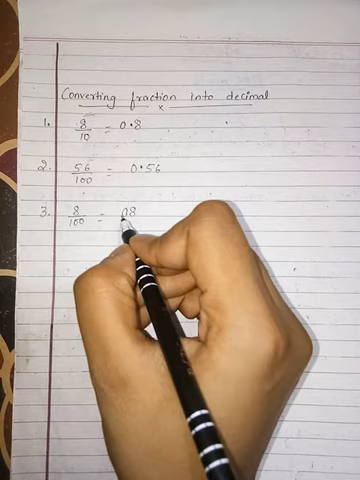 Converting fraction into decimal
x
1. 8/10 = 0.8
2. 56/100 = 0.56
3. 8/100 = 08